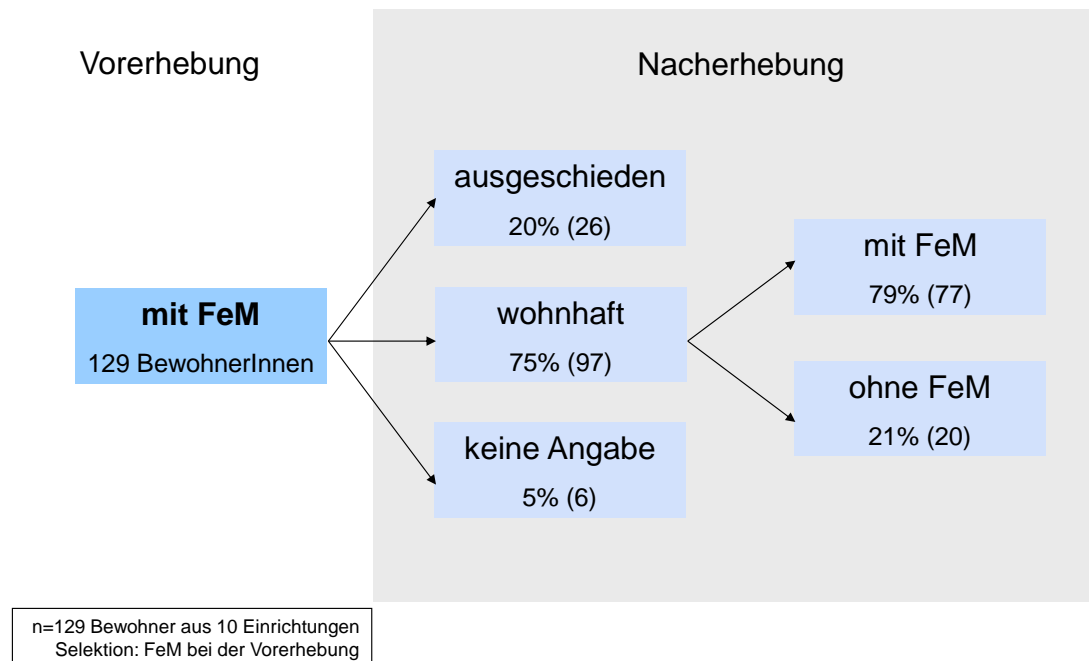 Vorerhebung
Nacherhebung
ausgeschieden
20% (26)
mit FeM
79% (77)
mit FeM
129 BewohnerInnen
wohnhaft
75% (97)
ohne FeM
21% (20)
keine Angabe
5% (6)
n=129 Bewohner aus 10 Einrichtungen
Selektion: FeM bei der Vorerhebung